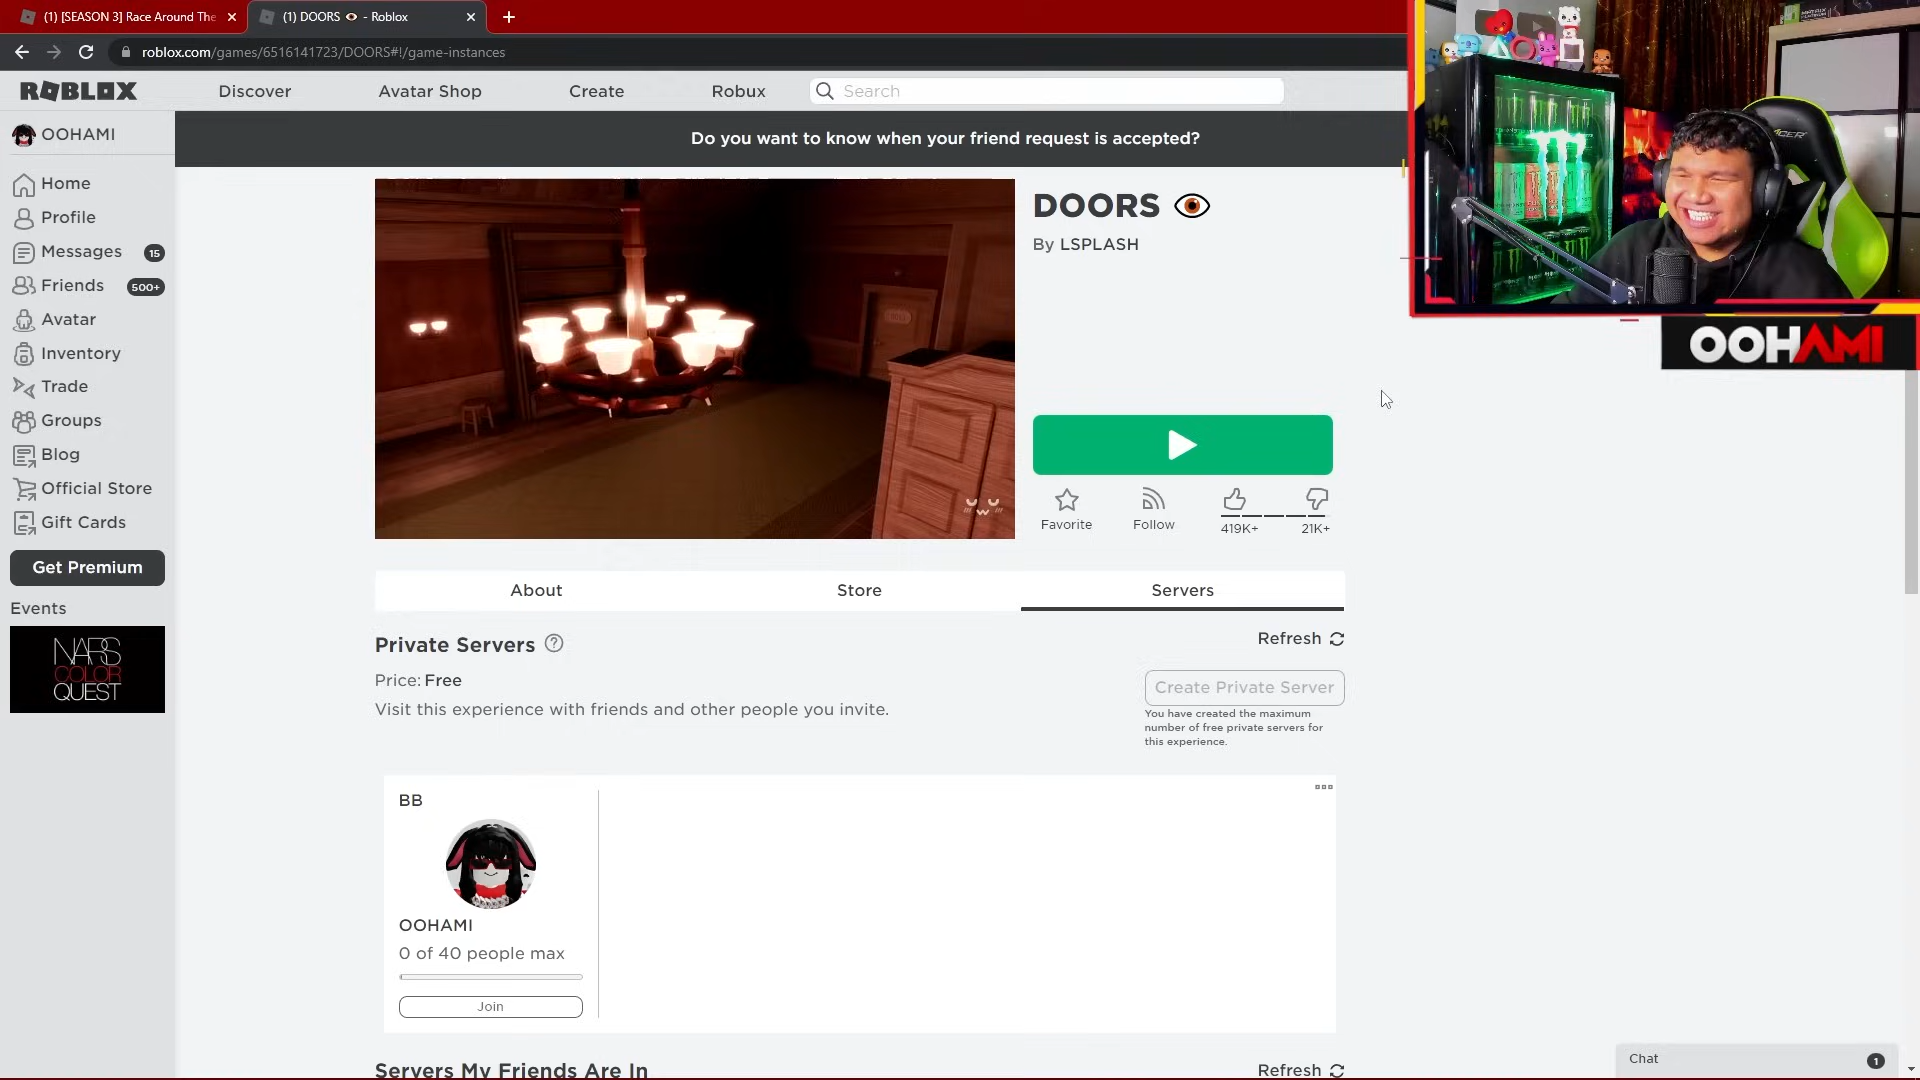 (1) [SEASON 3] Race Around The
(1) DOORS 👁 - Roblox
roblox.com/games/6516141723/DOORS#!/game-instances
ROBLOX
Discover
Avatar Shop
Create
Robux
Search
OOHAMI
Home
Profile
Messages 15
Friends 500+
Avatar
Inventory
Trade
Groups
Blog
Official Store
Gift Cards
Get Premium
Events
NARS
COLOR
QUEST
Do you want to know when your friend request is accepted?
DOORS
By LSPLASH
Favorite
Follow
419K+
21K+
About
Store
Servers
Private Servers
Refresh
Price: Free
Visit this experience with friends and other people you invite.
Create Private Server
You have created the maximum
number of free private servers for
this experience.
BB
OOHAMI
0 of 40 people max
Join
Servers My Friends Are In
Refresh
Chat 1
OOHAMI